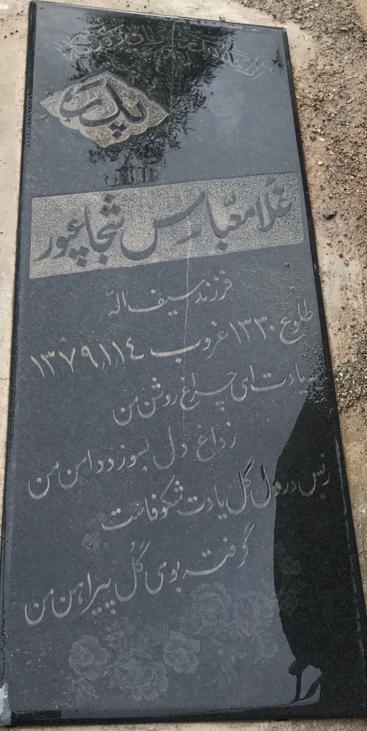 پدر
غلامعباس شجاعپور
فرزند سیف اله
طلوع ۱۳۳۰ غروب ۱۳۷۹,۱,۱۴
یادت ای چراغ روشن من
ز داغ دل بسوزد دامن من
ز بس در دل گل یادت شکوفاست
گرفته بوی گل پیراهن من